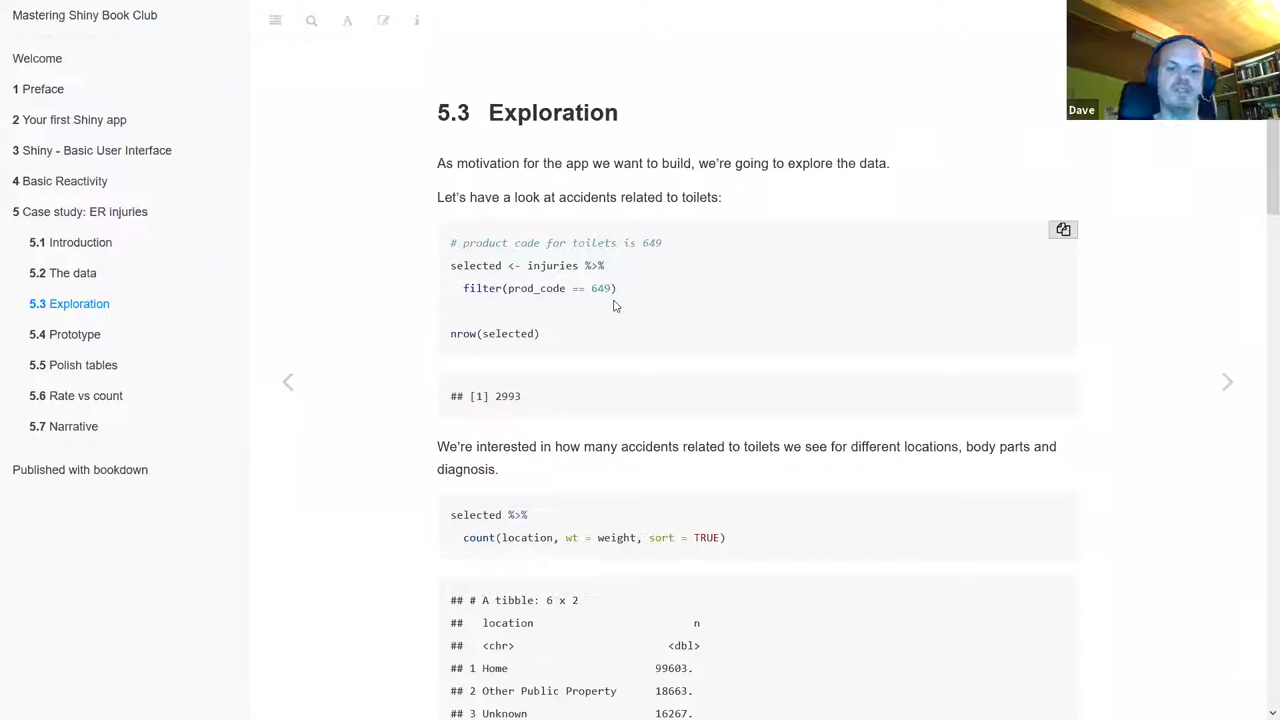 Mastering Shiny Book Club
Welcome
1 Preface
2 Your first Shiny app
3 Shiny - Basic User Interface
4 Basic Reactivity
5 Case study: ER injuries
5.1 Introduction
5.2 The data
5.3 Exploration
5.4 Prototype
5.5 Polish tables
5.6 Rate vs count
5.7 Narrative
Published with bookdown
5.3 Exploration
As motivation for the app we want to build, we're going to explore the data.
Let's have a look at accidents related to toilets:
# product code for toilets is 649
selected <- injuries %>%
filter(prod_code == 649)
nrow(selected)
## [1] 2993
We're interested in how many accidents related to toilets we see for different locations, body parts and
diagnosis.
selected %>%
count(location, wt = weight, sort = TRUE)
## # A tibble: 6 x 2
## location n
## <chr> <dbl>
## 1 Home 99603.
## 2 Other Public Property 18663.
## 3 Unknown 16267.
Dave